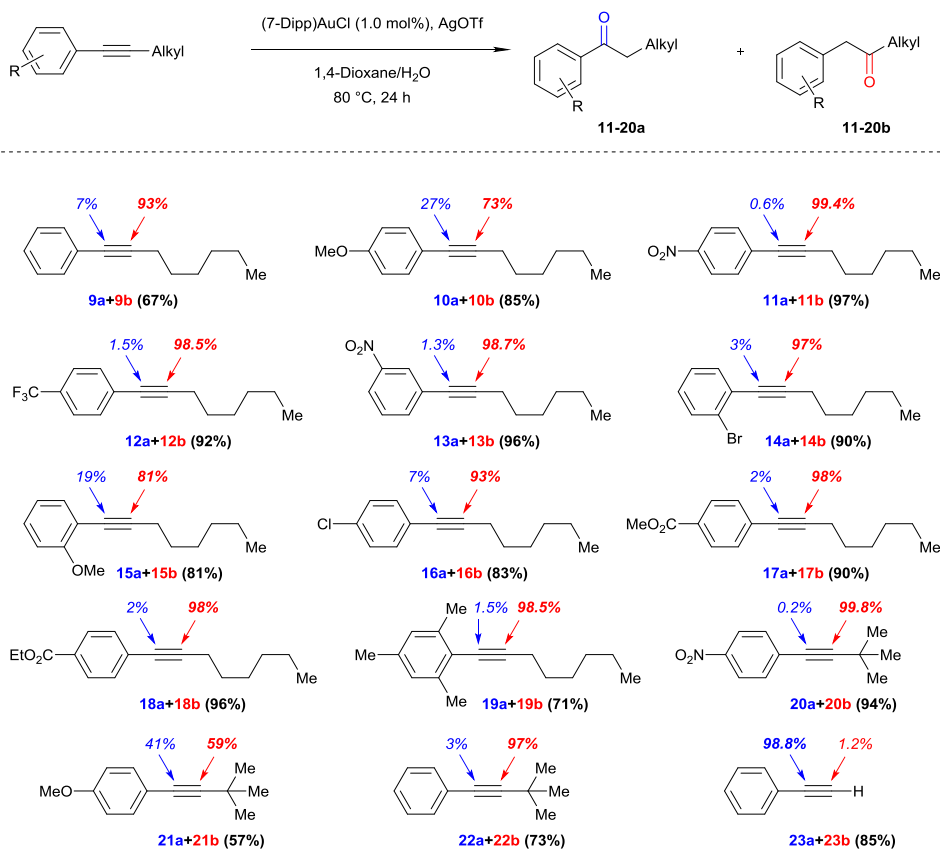 (7-Dipp)AuCl (1.0 mol%), AgOTf
1,4-Dioxane/H2O
80 °C, 24 h
R
Alkyl
O
Alkyl
R
11-20a
+
Alkyl
O
R
11-20b
7% 93%
Me
9a+9b (67%)
27% 73%
MeO
Me
10a+10b (85%)
0.6% 99.4%
NO2
Me
11a+11b (97%)
1.5% 98.5%
F3C
Me
12a+12b (92%)
O2N
1.3% 98.7%
Me
13a+13b (96%)
3% 97%
Br
Me
14a+14b (90%)
19% 81%
OMe
Me
15a+15b (81%)
7% 93%
Cl
Me
16a+16b (83%)
2% 98%
MeO2C
Me
17a+17b (90%)
2% 98%
EtO2C
Me
18a+18b (96%)
Me
1.5% 98.5%
Me
Me
Me
19a+19b (71%)
0.2% 99.8%
NO2
Me
Me
Me
20a+20b (94%)
41% 59%
MeO
Me
Me
Me
21a+21b (57%)
3% 97%
Me
Me
Me
22a+22b (73%)
98.8% 1.2%
H
23a+23b (85%)